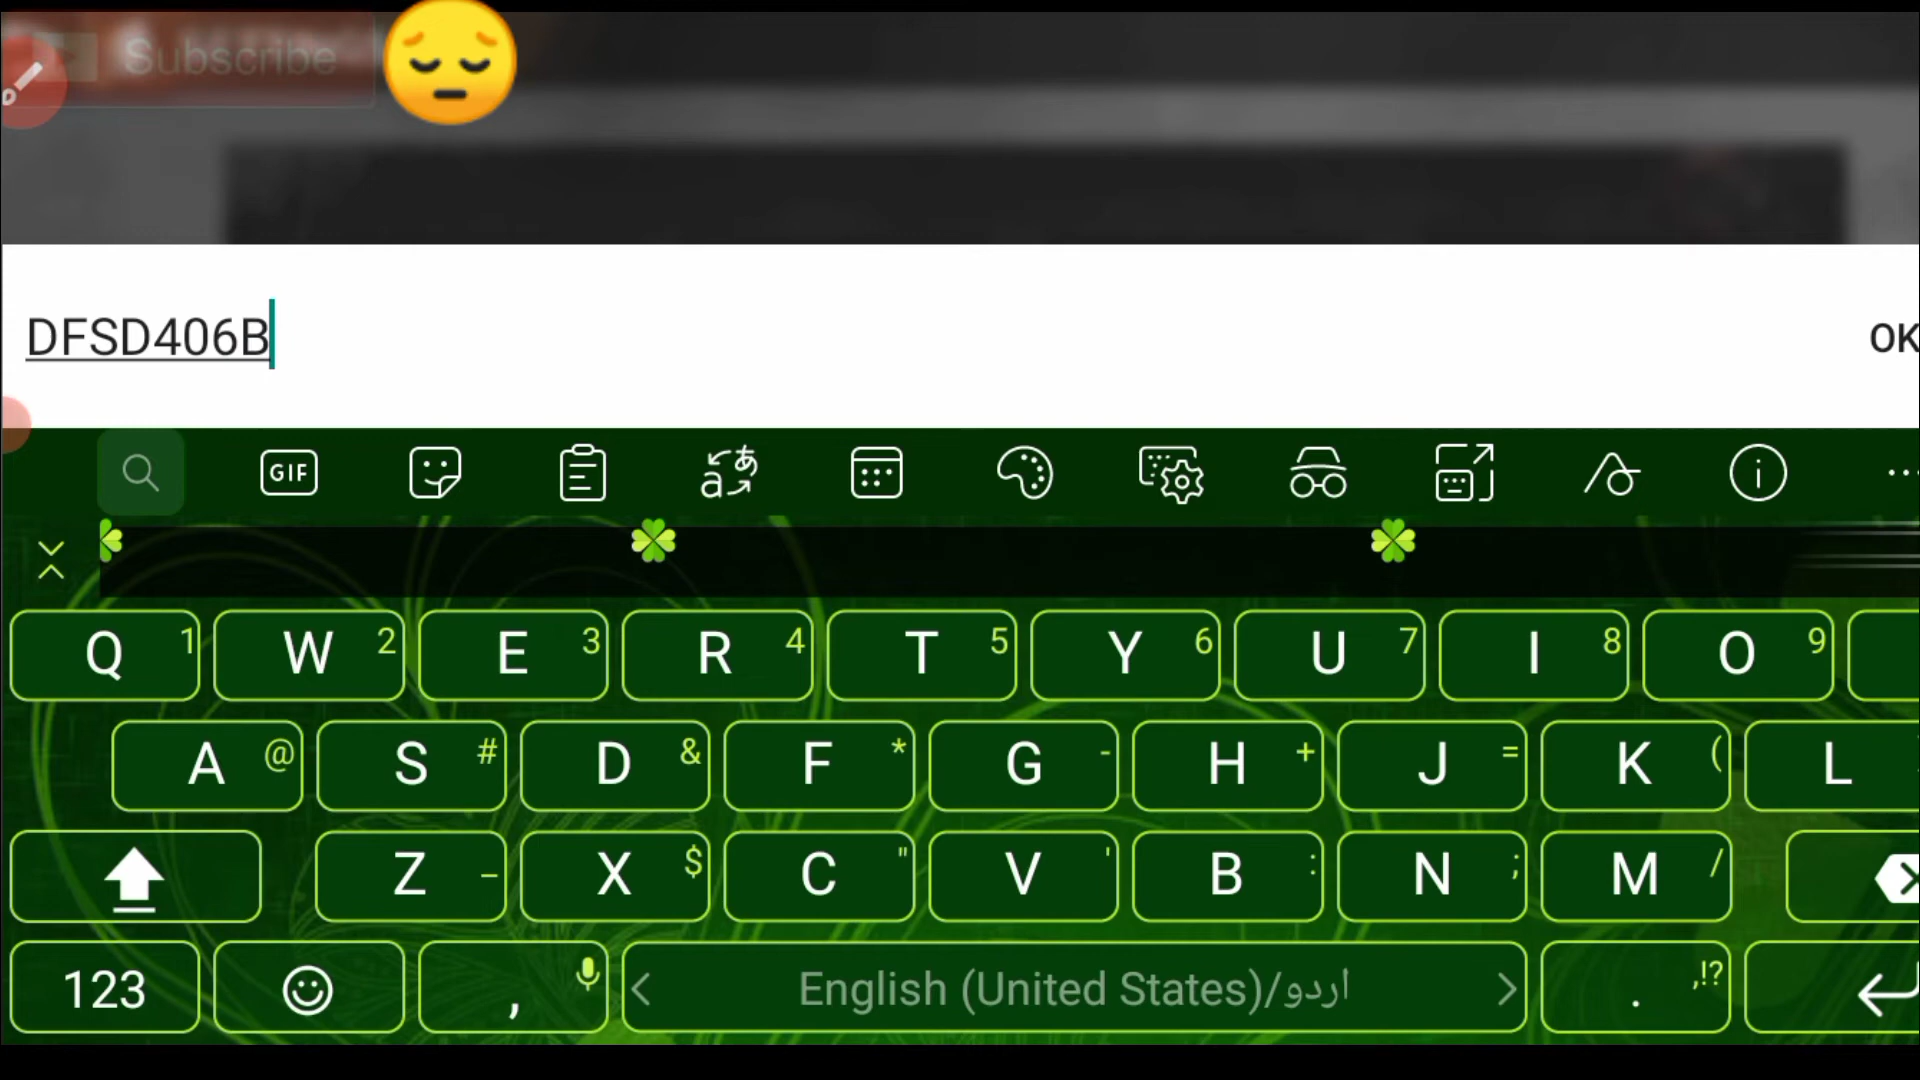 Subscribe
DFSD406B
OK
GIF
Q 1 W 2 E 3 R 4 T 5 Y 6 U 7 I 8 O 9
A @ S # D & F * G - H + J = K ( L
Z _ X $ C " V ' B : N ; M /
123 , English (United States)/اردو . ,!?